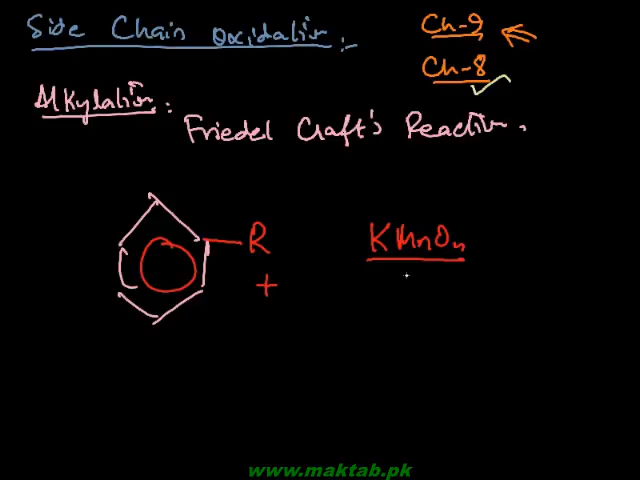 Side Chain Oxidation :-
Ch-9
Ch-8
Alkylation :
Friedel Craft's Reaction.
R
+
KMnO4
www.maktab.pk